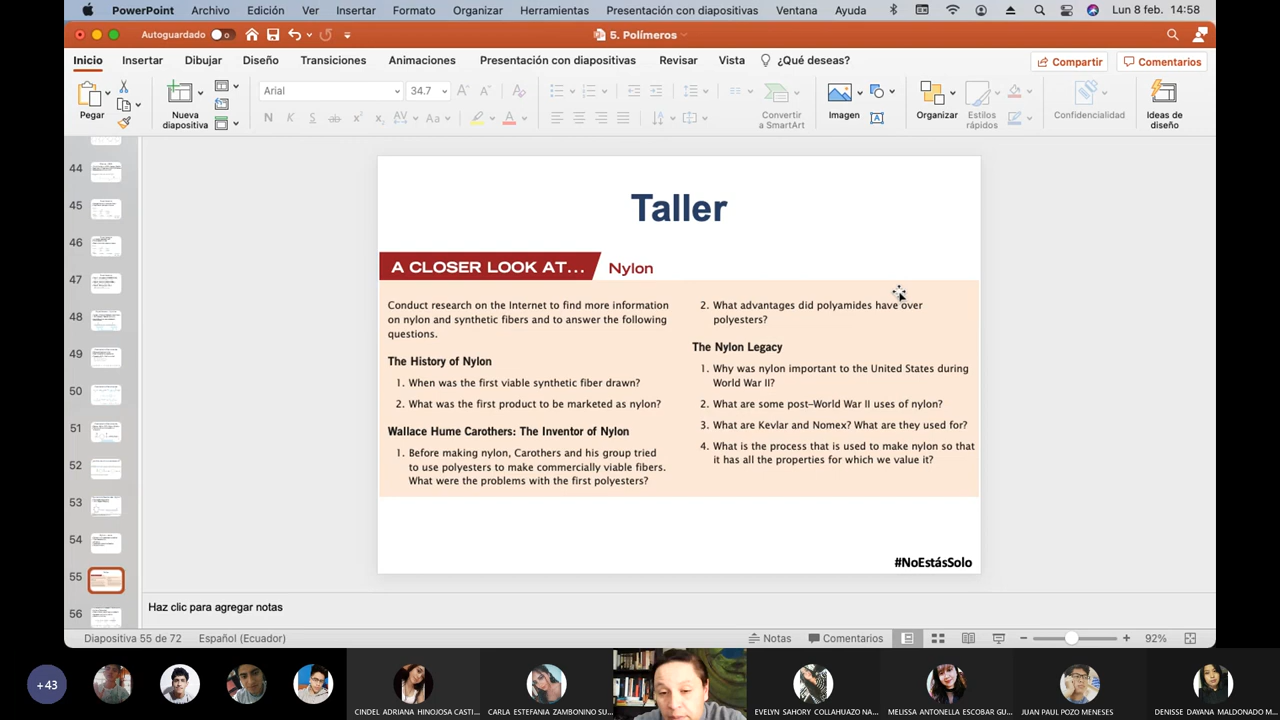 PowerPoint Archivo Edición Ver Insertar Formato Organizar Herramientas Presentación con diapositivas Ventana Ayuda Lun 8 feb. 14:58
Autoguardado 5. Polímeros
Inicio Insertar Dibujar Diseño Transiciones Animaciones Presentación con diapositivas Revisar Vista ¿Qué deseas? Compartir Comentarios
Pegar
Nueva
diapositiva
Arial 34.7
N K S
Convertir
a SmartArt
Imagen
Organizar
Estilos
rápidos
Confidencialidad
Ideas de
diseño
44
45
46
47
48
49
50
51
52
53
54
55
56
Taller
A CLOSER LOOK AT... Nylon
Conduct research on the Internet to find more information
on nylon and synthetic fibers and to answer the following
questions.
The History of Nylon
1. When was the first viable synthetic fiber drawn?
2. What was the first product to be marketed as nylon?
Wallace Hume Carothers: The Inventor of Nylon
1. Before making nylon, Carothers and his group tried
to use polyesters to make commercially viable fibers.
What were the problems with the first polyesters?
2. What advantages did polyamides have over
polyesters?
The Nylon Legacy
1. Why was nylon important to the United States during
World War II?
2. What are some post–World War II uses of nylon?
3. What are Kevlar and Nomex? What are they used for?
4. What is the process that is used to make nylon so that
it has all the properties for which we value it?
#NoEstásSolo
Haz clic para agregar notas
Diapositiva 55 de 72 Español (Ecuador) Notas Comentarios 92%
+43
CINDEL ADRIANA HINOJOSA CASTI...
CARLA ESTEFANIA ZAMBONINO SU...
EVELYN SAHORY COLLAHUAZO NA...
MELISSA ANTONELLA ESCOBAR GU...
JUAN PAUL POZO MENESES
DENISSE DAYANA MALDONADO M...